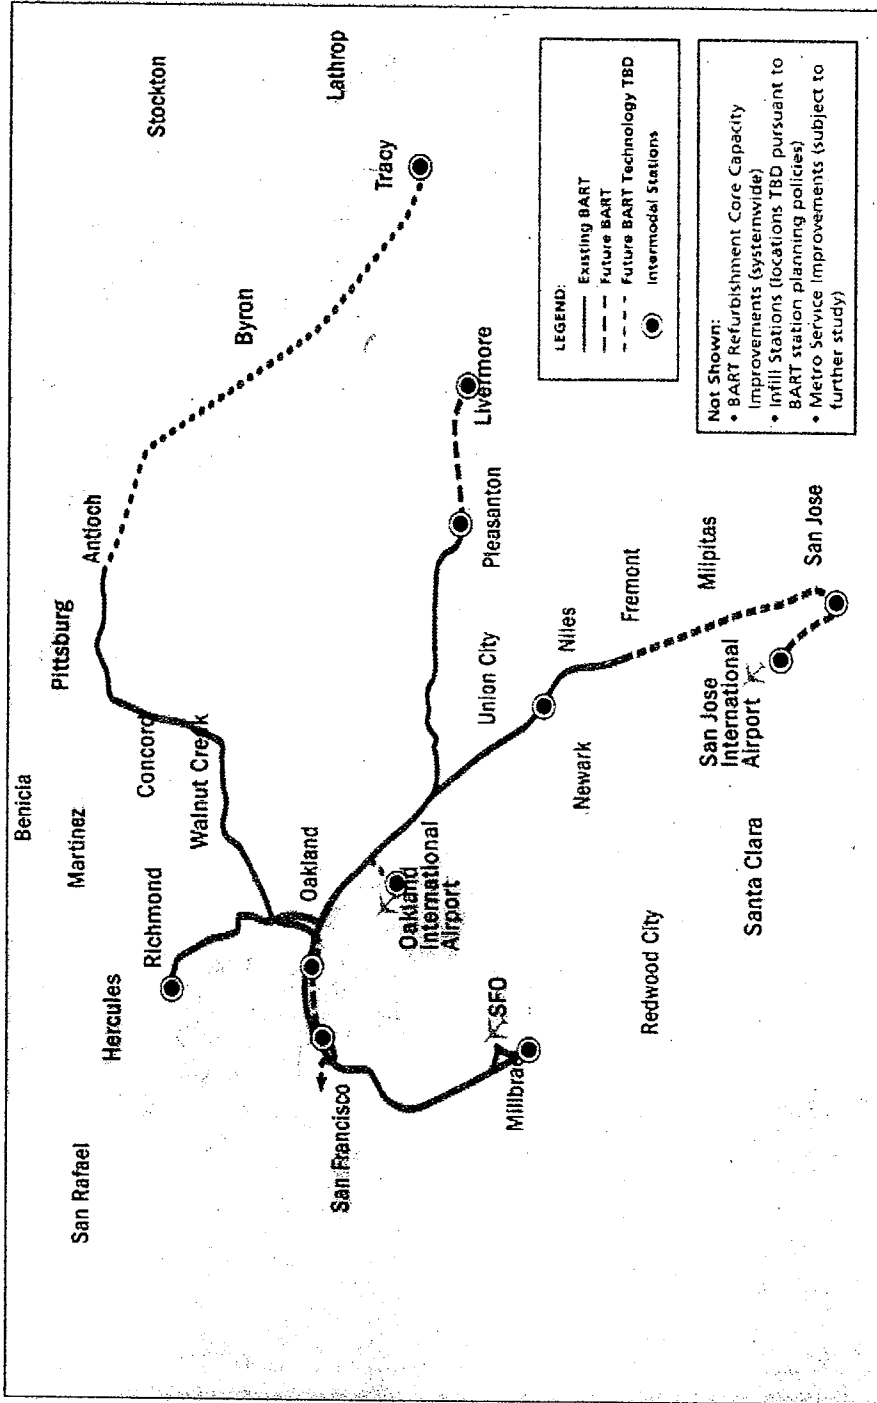 Benicia
San Rafael
Hercules
Martinez
Pittsburg
Antioch
Stockton
Richmond
Concord
Walnut Creek
Byron
Lathrop
San Francisco
Oakland
Tracy
Oakland
International
Airport
Millbrae
SFO
Union City
Pleasanton
Livermore
Newark
Niles
Fremont
Redwood City
Santa Clara
San Jose
International
Airport
Milpitas
San Jose
LEGEND:
Existing BART
Future BART
Future BART Technology TBD
Intermodal Stations
Not Shown:
• BART Refurbishment Core Capacity
Improvements (systemwide)
• Infill Stations (locations TBD pursuant to
BART station planning policies)
• Metro Service Improvements (subject to
further study)